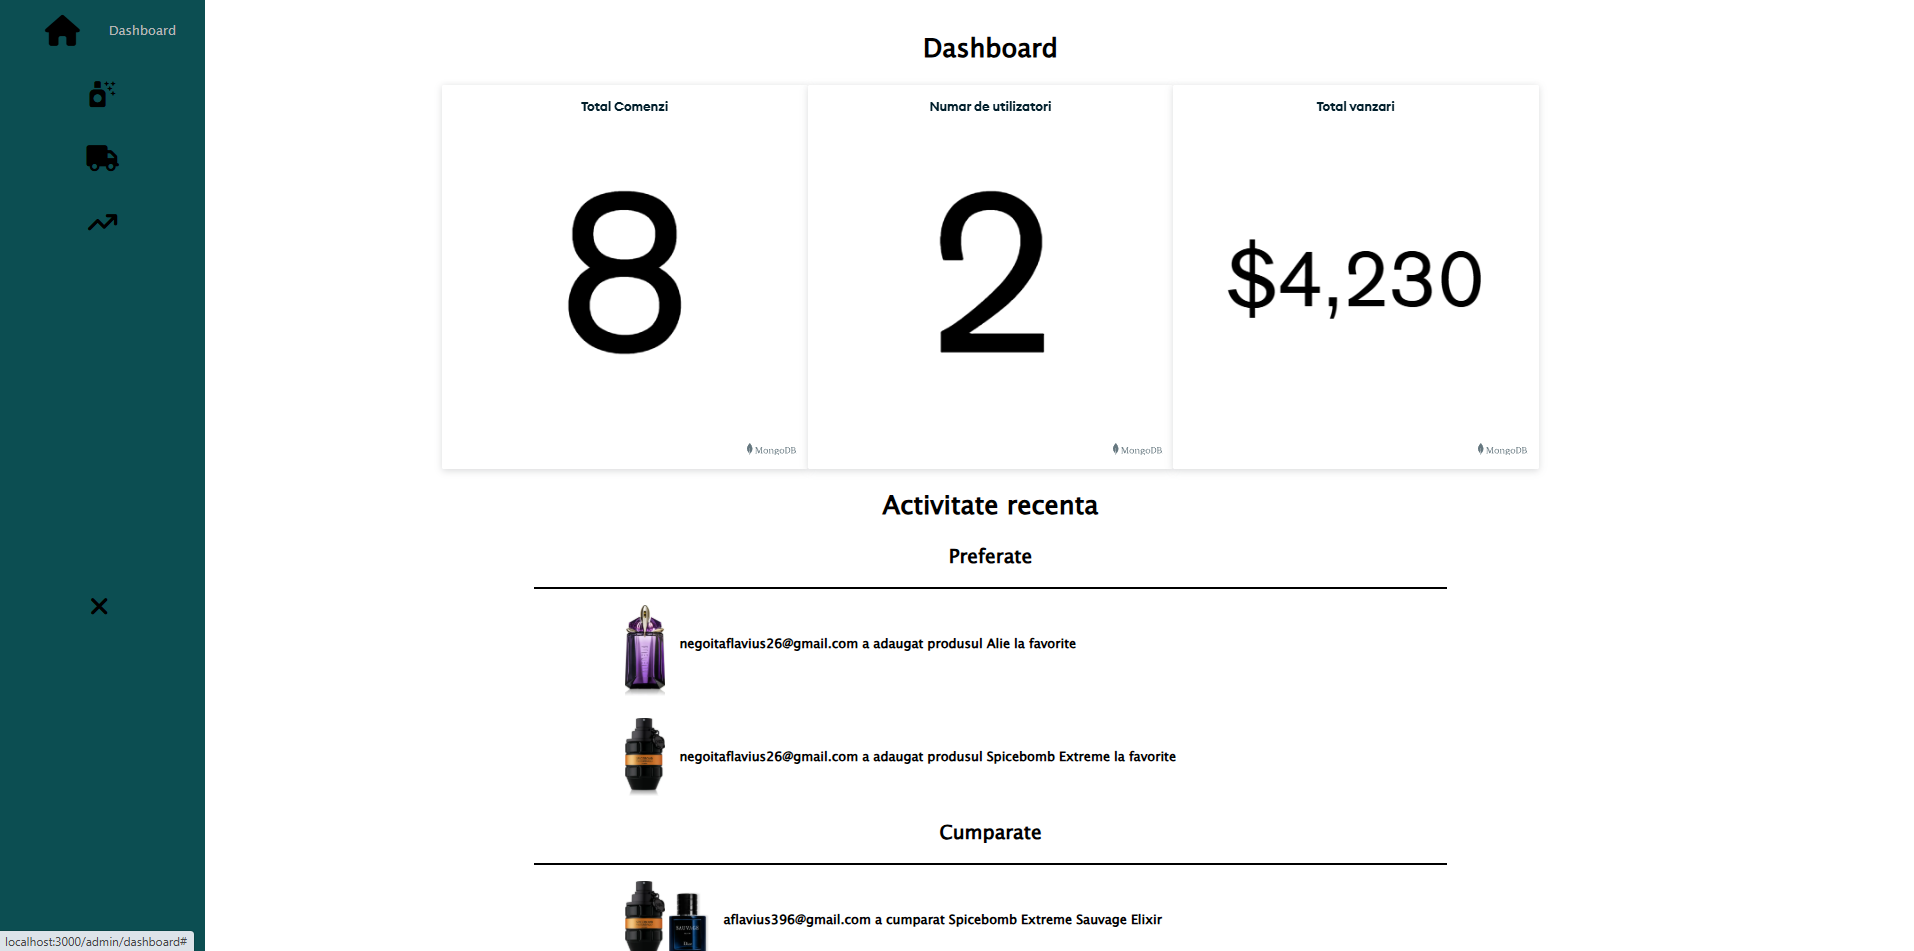 Dashboard
Dashboard
Total Comenzi
8
MongoDB
Numar de utilizatori
2
MongoDB
Total vanzari
$4,230
MongoDB
Activitate recenta
Preferate
negoitaflavius26@gmail.com a adaugat produsul Alie la favorite
negoitaflavius26@gmail.com a adaugat produsul Spicebomb Extreme la favorite
Cumparate
SAUVAGE
Dior
aflavius396@gmail.com a cumparat Spicebomb Extreme Sauvage Elixir
localhost:3000/admin/dashboard#